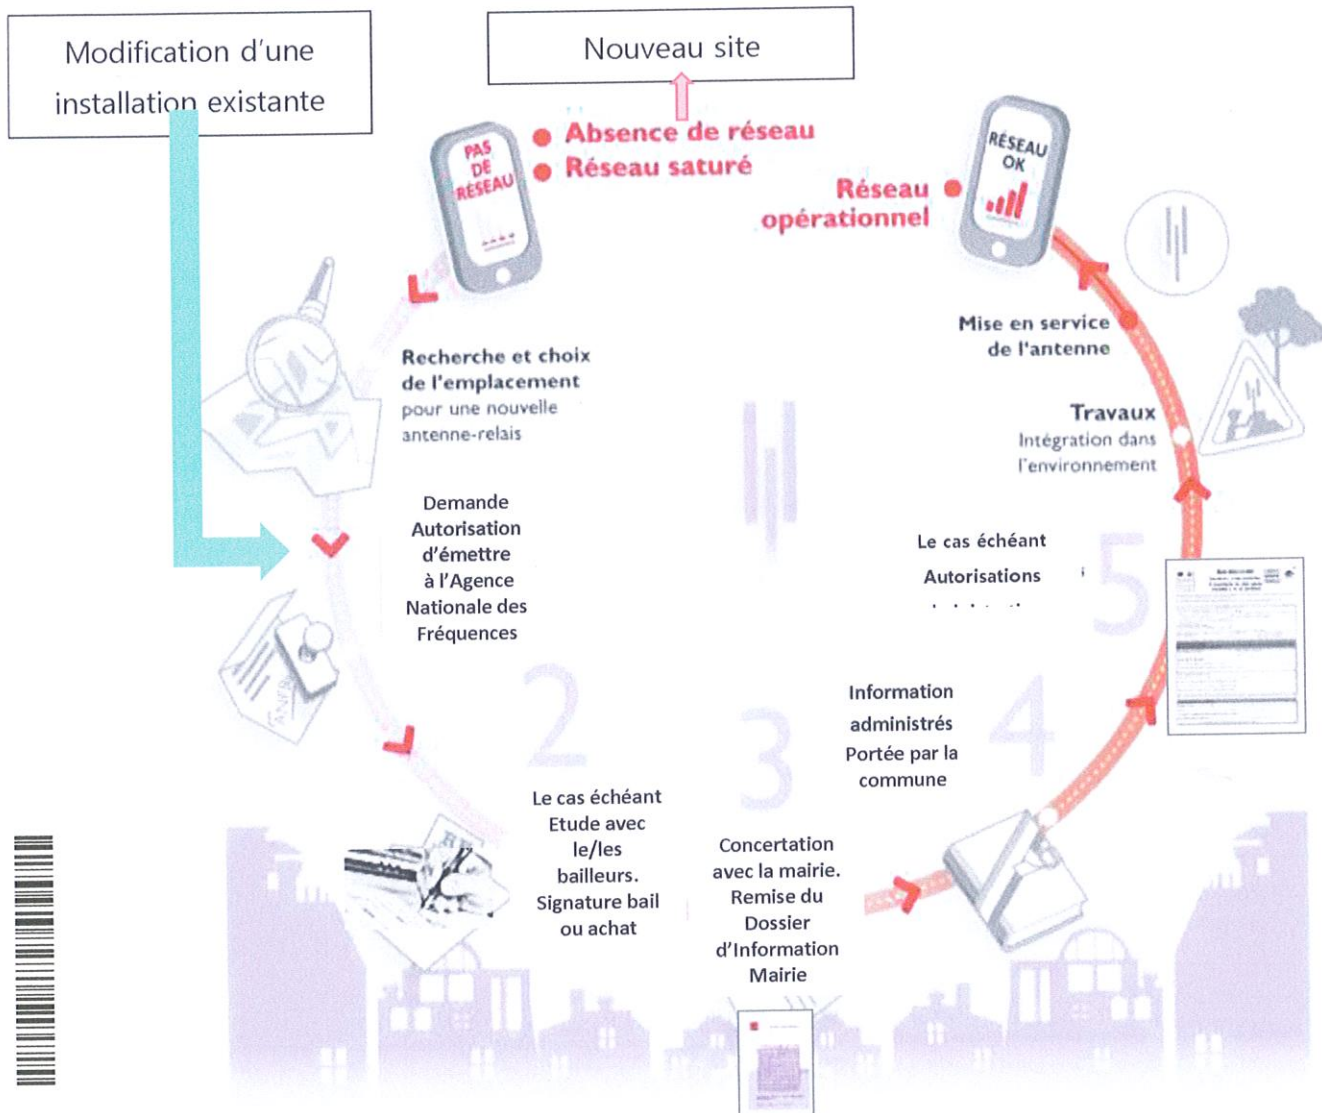 Modification d'une
installation existante
Nouveau site
PAS
DE
RÉSEAU
Absence de réseau
Réseau saturé
RÉSEAU
OK
Réseau
opérationnel
Recherche et choix
de l'emplacement
pour une nouvelle
antenne-relais
Mise en service
de l'antenne
Travaux
Intégration dans
l'environnement
Demande
Autorisation
d'émettre
à l'Agence
Nationale des
Fréquences
Le cas échéant
Autorisations
5
2
Le cas échéant
Etude avec
le/les
bailleurs.
Signature bail
ou achat
3
Concertation
avec la mairie.
Remise du
Dossier
d'Information
Mairie
4
Information
administrés
Portée par la
commune